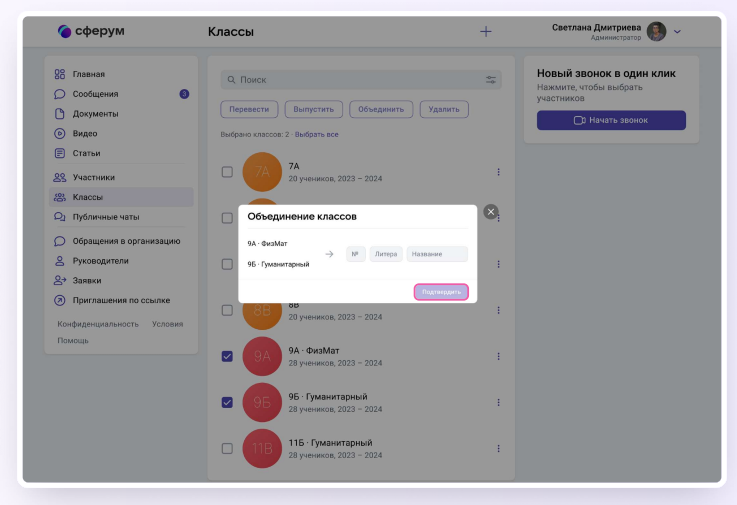 сферум
Классы
Светлана Дмитриева
Администратор
Главная
Сообщения
3
Документы
Видео
Статьи
Участники
Классы
Публичные чаты
Обращения в организацию
Руководители
Заявки
Приглашения по ссылке
Конфиденциальность Условия
Помощь
Поиск
Перевести Выпустить Объединить Удалить
Выбрано классов: 2 · Выбрать все
7А
7А
20 учеников, 2023 – 2024
Объединение классов
9А · ФизМат
9Б · Гуманитарный
№ Литера Название
Подтвердить
8В
8В
20 учеников, 2023 – 2024
9А
9А · ФизМат
28 учеников, 2023 – 2024
9Б
9Б · Гуманитарный
28 учеников, 2023 – 2024
11В
11Б · Гуманитарный
28 учеников, 2023 – 2024
Новый звонок в один клик
Нажмите, чтобы выбрать
участников
Начать звонок